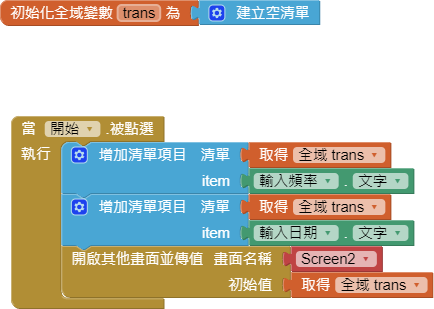 初始化全域變數 trans 為 建立空清單
當 開始 .被點選
執行 增加清單項目 清單 取得 全域 trans
item 輸入頻率 . 文字
增加清單項目 清單 取得 全域 trans
item 輸入日期 . 文字
開啟其他畫面並傳值 畫面名稱 Screen2
初始值 取得 全域 trans